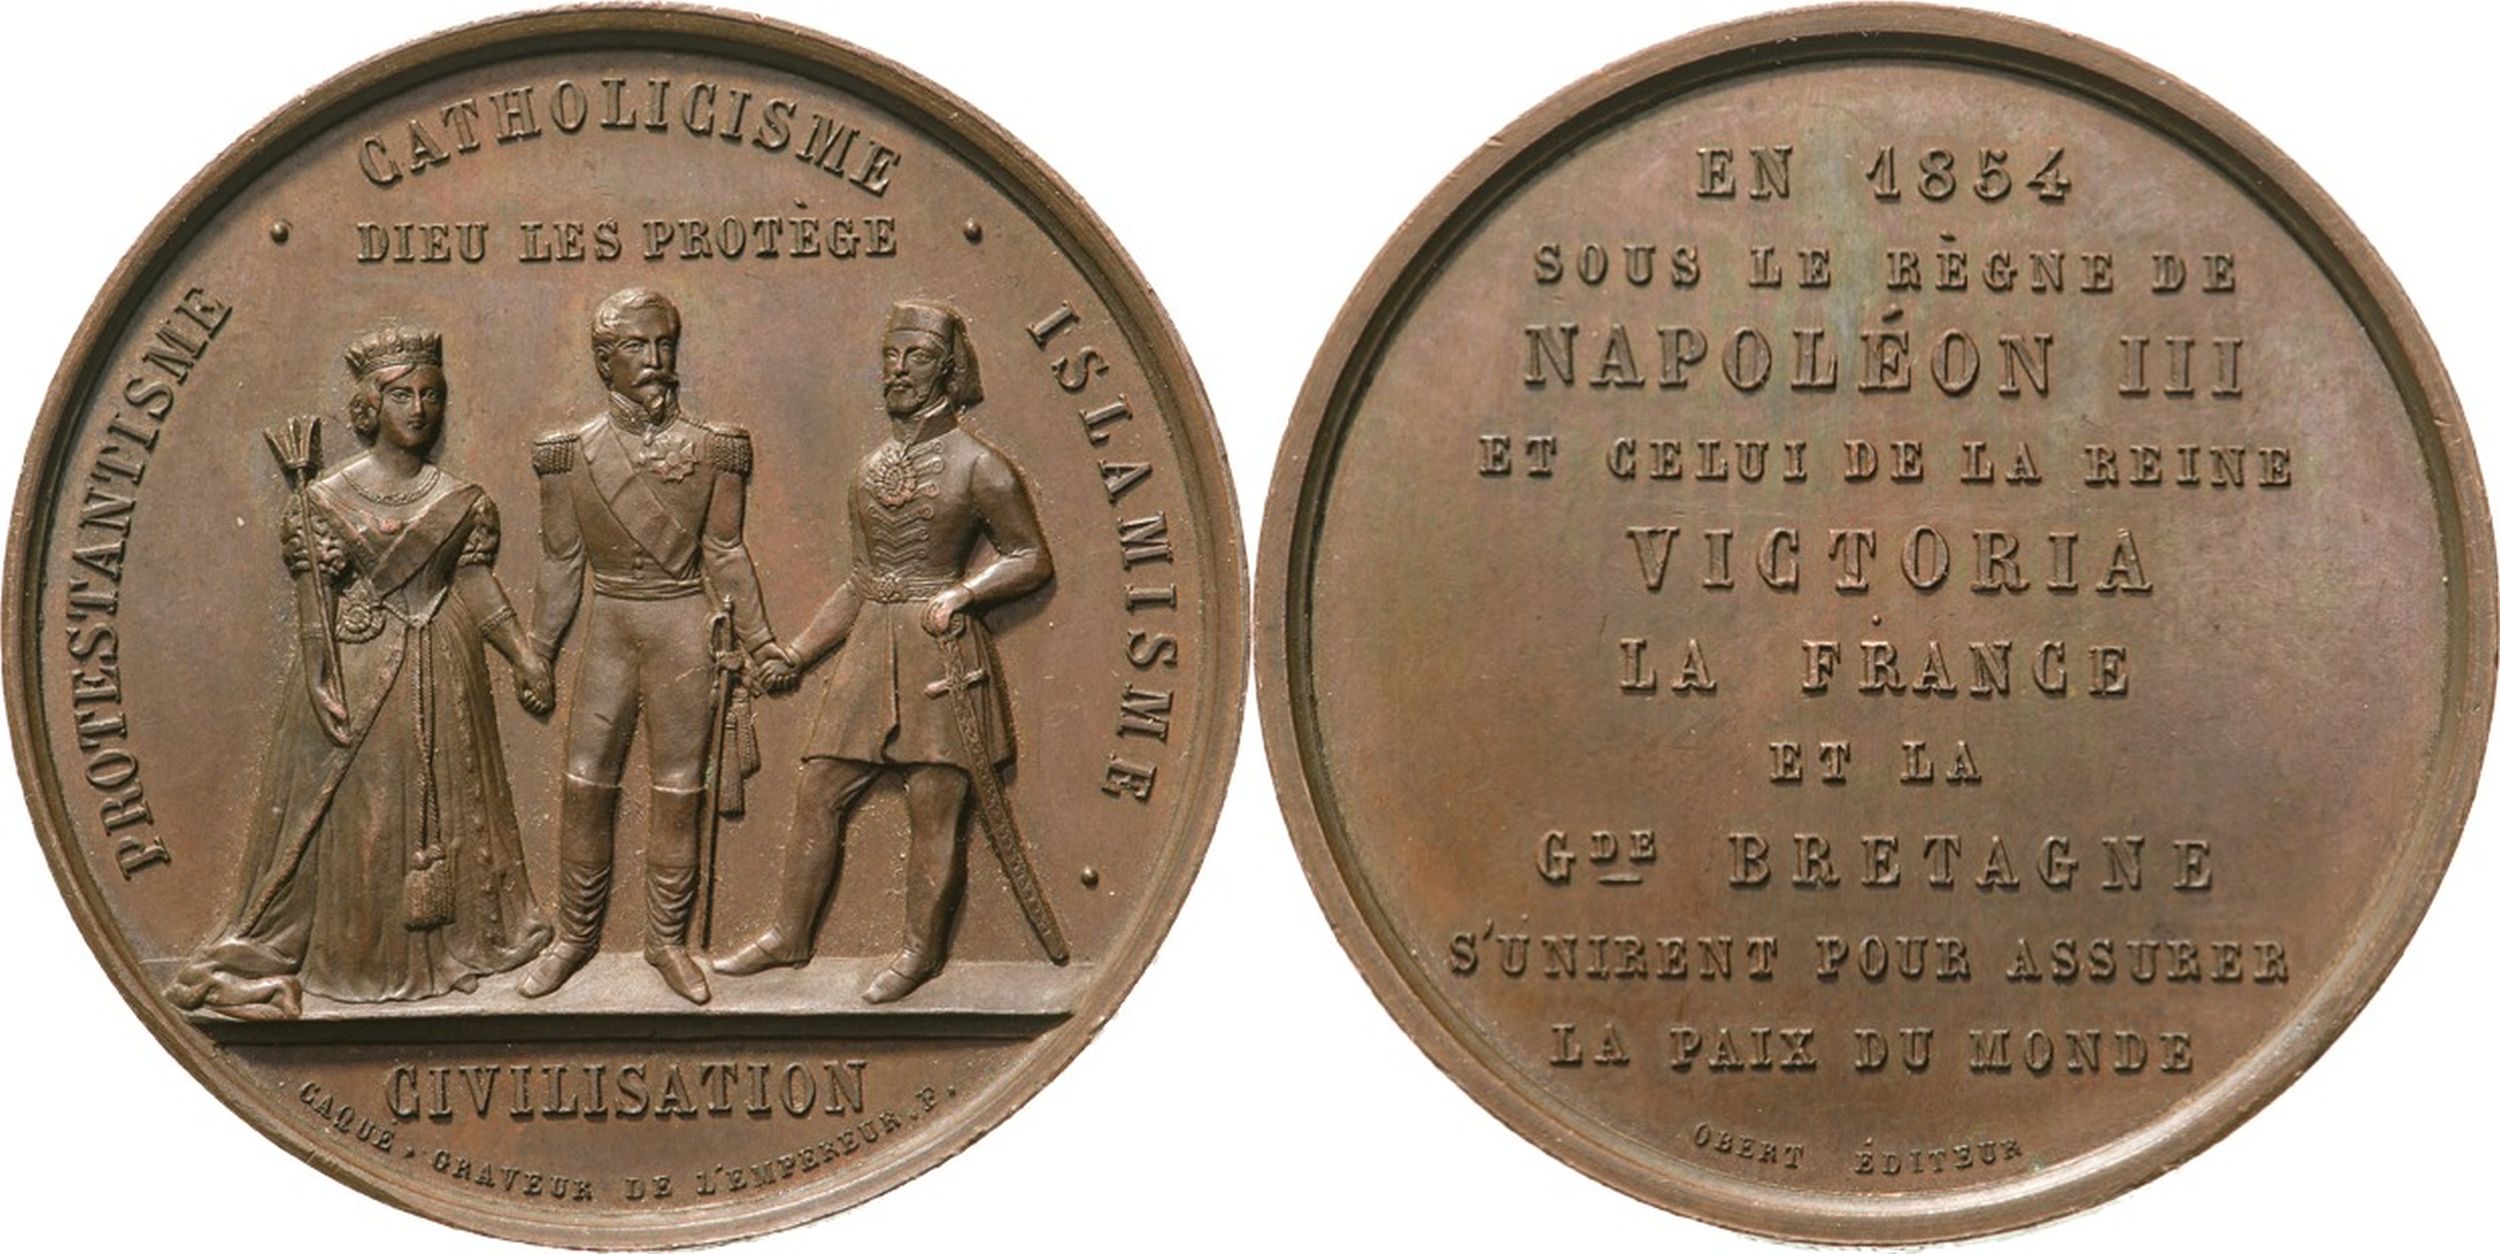 PROTESTANTISME · CATHOLICISME · ISLAMISME ·
DIEU LES PROTÈGE
CIVILISATION
CAQUÉ. GRAVEUR DE L'EMPEREUR. F.
EN 1854
SOUS LE RÈGNE DE
NAPOLÉON III
ET CELUI DE LA REINE
VICTORIA
LA FRANCE
ET LA
GDE BRETAGNE
S'UNIRENT POUR ASSURER
LA PAIX DU MONDE
OBERT ÉDITEUR